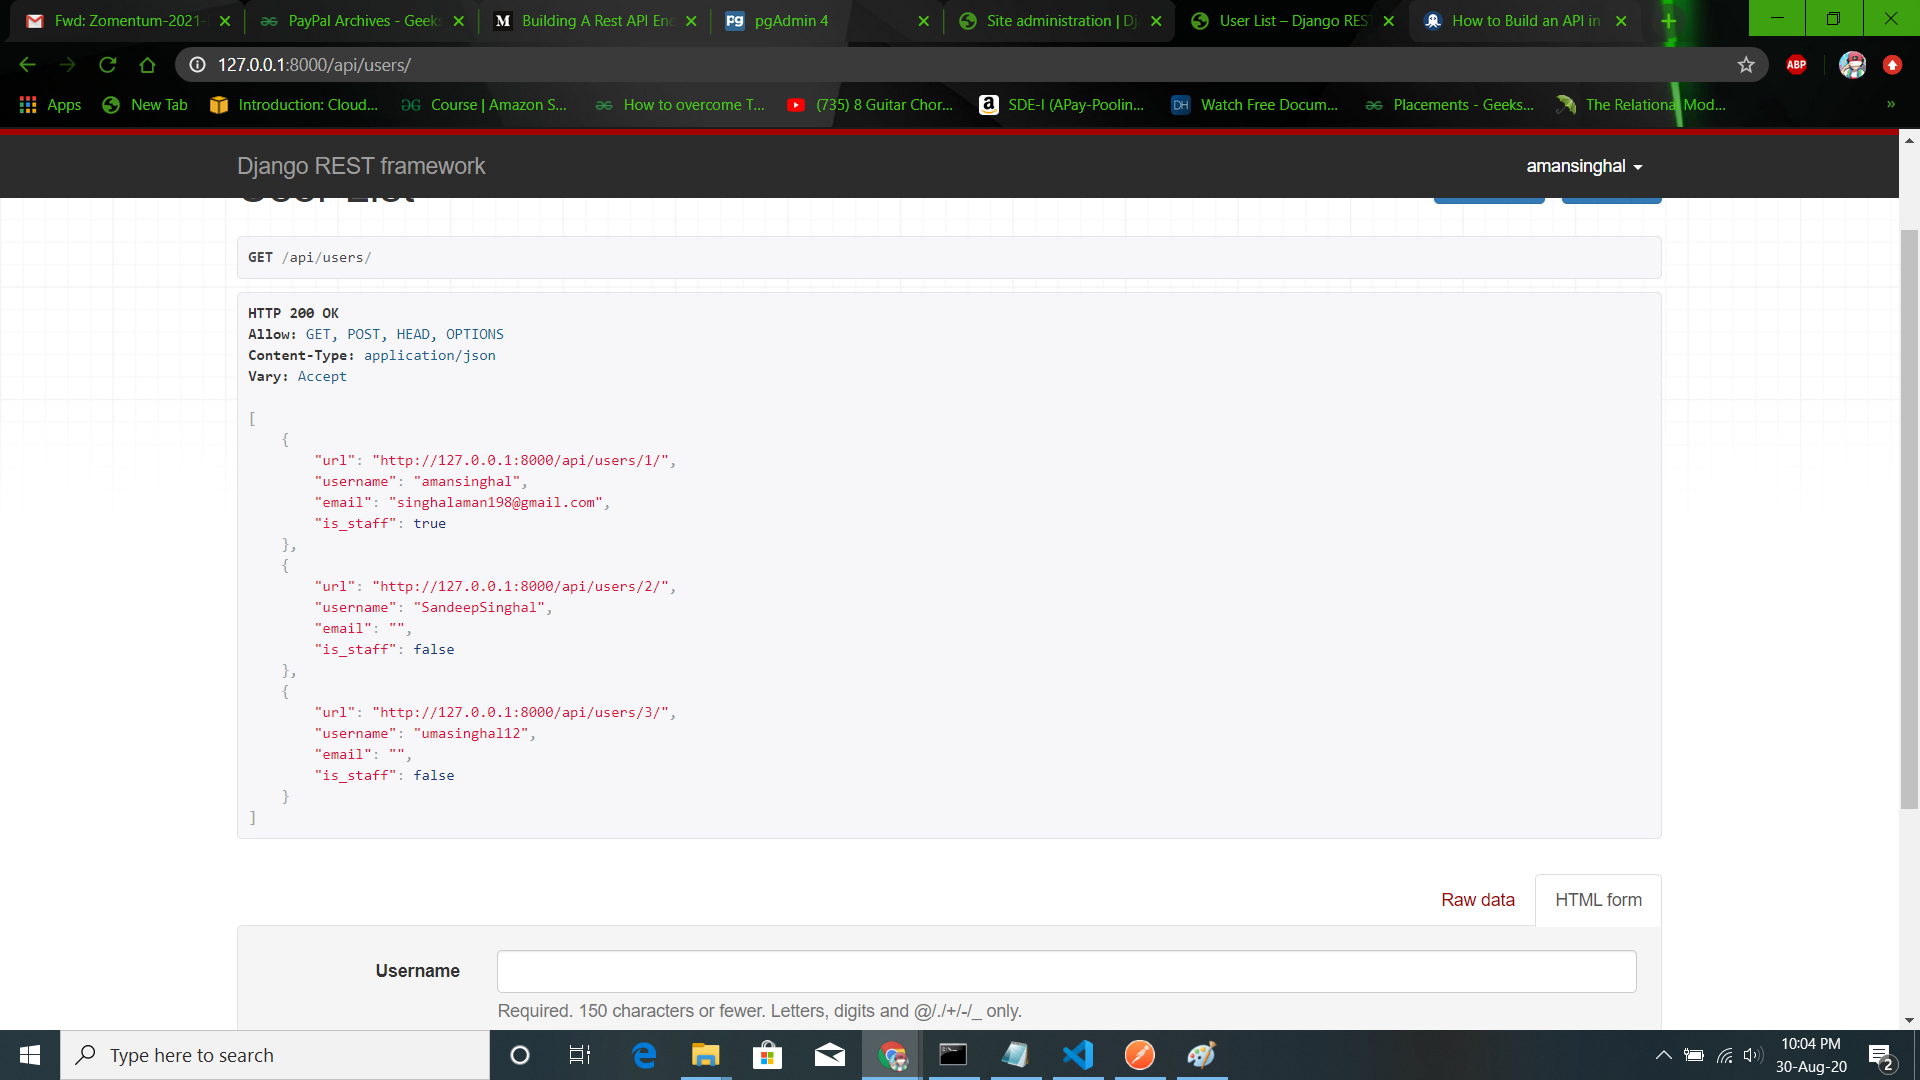 Fwd: Zomentum-2021-
PayPal Archives - Geeks
Building A Rest API En
pgAdmin 4
Site administration | Dj
User List – Django RES
How to Build an API in
127.0.0.1:8000/api/users/
ABP
Apps
New Tab
Introduction: Cloud...
Course | Amazon S...
How to overcome T...
(735) 8 Guitar Chor...
SDE-I (APay-Poolin...
DH
Watch Free Docum...
Placements - Geeks...
The Relational Mod...
»
Django REST framework
amansinghal
User List
GET /api/users/
HTTP 200 OK
Allow: GET, POST, HEAD, OPTIONS
Content-Type: application/json
Vary: Accept
[
{
"url": "http://127.0.0.1:8000/api/users/1/",
"username": "amansinghal",
"email": "singhalaman198@gmail.com",
"is_staff": true
},
{
"url": "http://127.0.0.1:8000/api/users/2/",
"username": "SandeepSinghal",
"email": "",
"is_staff": false
},
{
"url": "http://127.0.0.1:8000/api/users/3/",
"username": "umasinghal12",
"email": "",
"is_staff": false
}
]
Raw data
HTML form
Username
Required. 150 characters or fewer. Letters, digits and @/./+/-/_ only.
Type here to search
10:04 PM
30-Aug-20
2